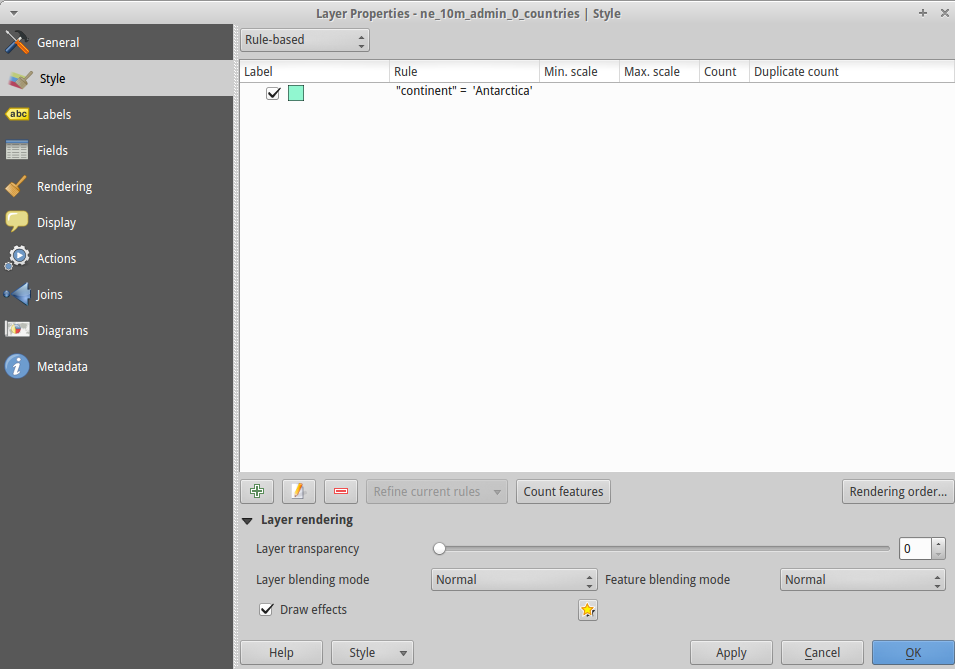 Layer Properties - ne_10m_admin_0_countries | Style
General
Style
abc Labels
Fields
Rendering
Display
Actions
Joins
Diagrams
Metadata
Rule-based
Label Rule Min. scale Max. scale Count Duplicate count
"continent" = 'Antarctica'
Refine current rules Count features Rendering order...
Layer rendering
Layer transparency 0
Layer blending mode Normal Feature blending mode Normal
Draw effects
Help Style Apply Cancel OK